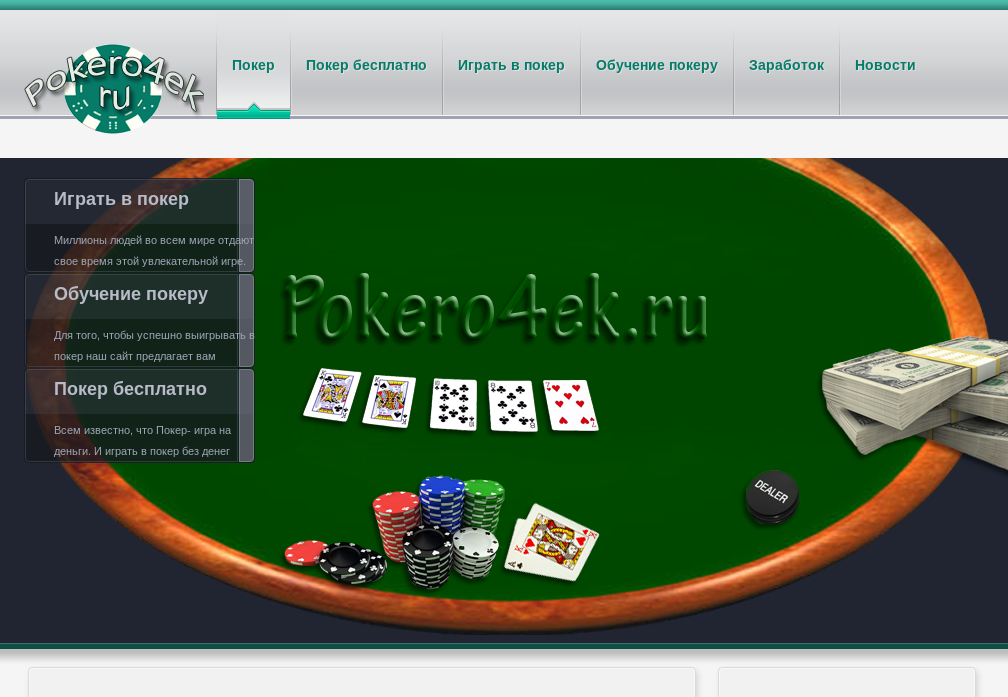 Pokero4ek
ru
Покер
Покер бесплатно
Играть в покер
Обучение покеру
Заработок
Новости
Играть в покер
Миллионы людей во всем мире отдают
свое время этой увлекательной игре.
Обучение покеру
Для того, чтобы успешно выигрывать в
покер наш сайт предлагает вам
Покер бесплатно
Всем известно, что Покер- игра на
деньги. И играть в покер без денег
Pokero4ek.ru
DEALER